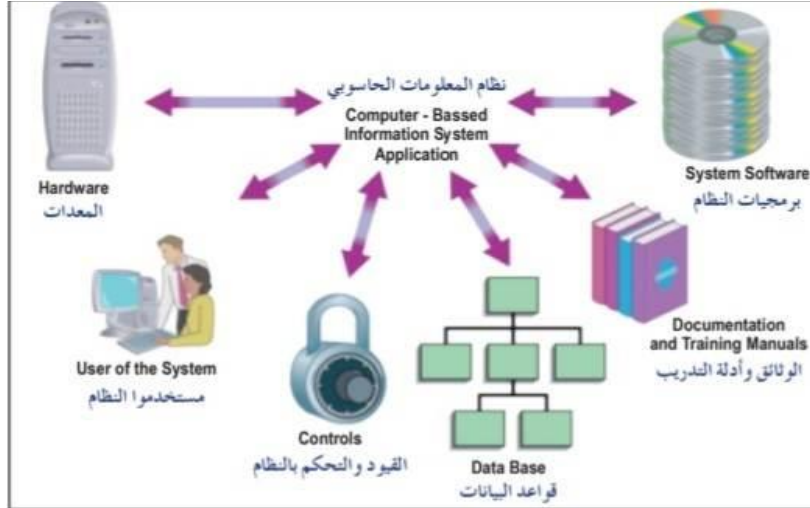 نظام المعلومات الحاسوبي
Computer - Bassed
Information System
Application
Hardware
المعدات
System Software
برمجيات النظام
User of the System
مستخدموا النظام
Controls
القيود والتحكم بالنظام
Data Base
قواعد البيانات
Documentation
and Training Manuals
الوثائق وأدلة التدريب